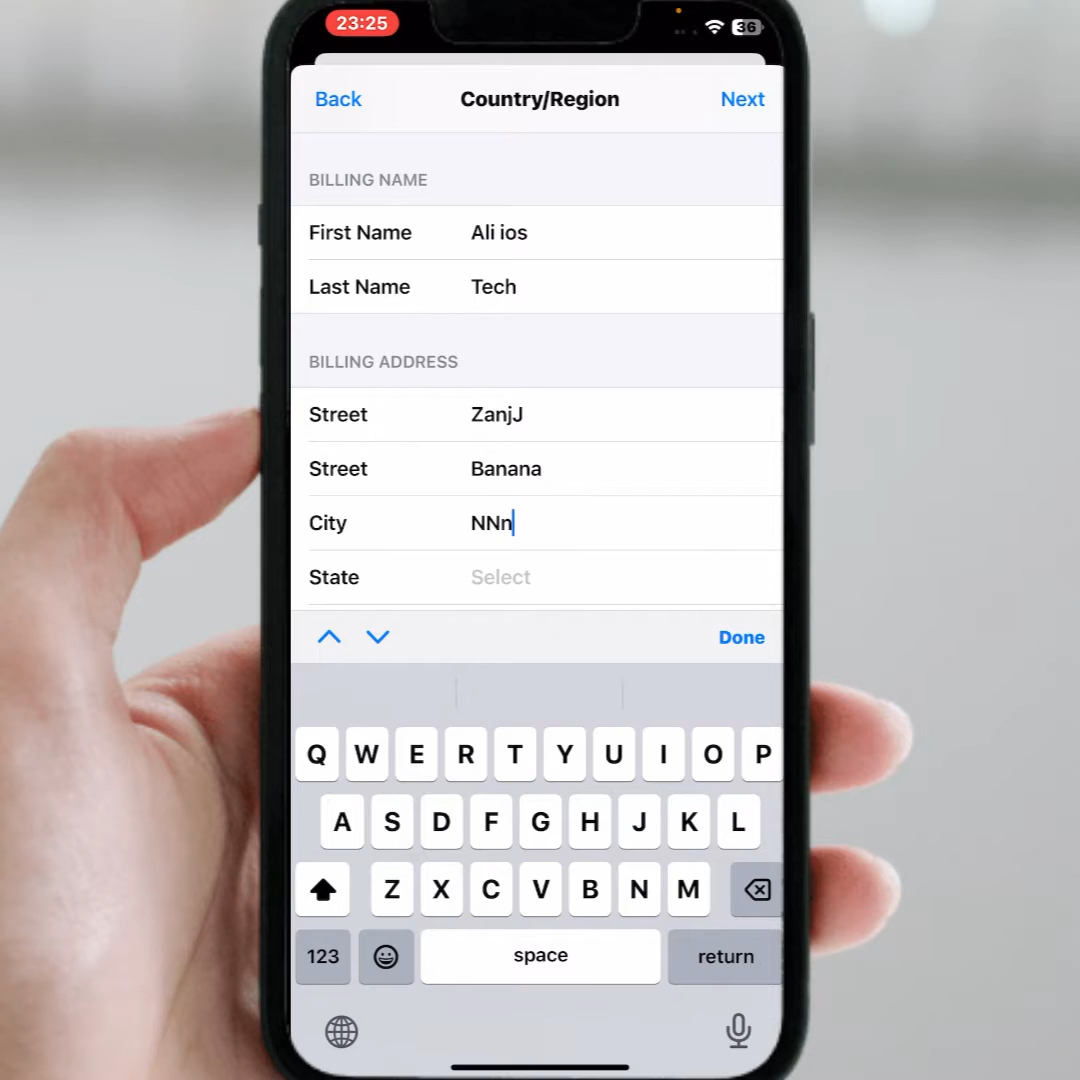 23:25
36
Back Country/Region Next
BILLING NAME
First Name Ali ios
Last Name Tech
BILLING ADDRESS
Street ZanjJ
Street Banana
City NNn
State Select
Done
Q W E R T Y U I O P
A S D F G H J K L
Z X C V B N M
123 space return